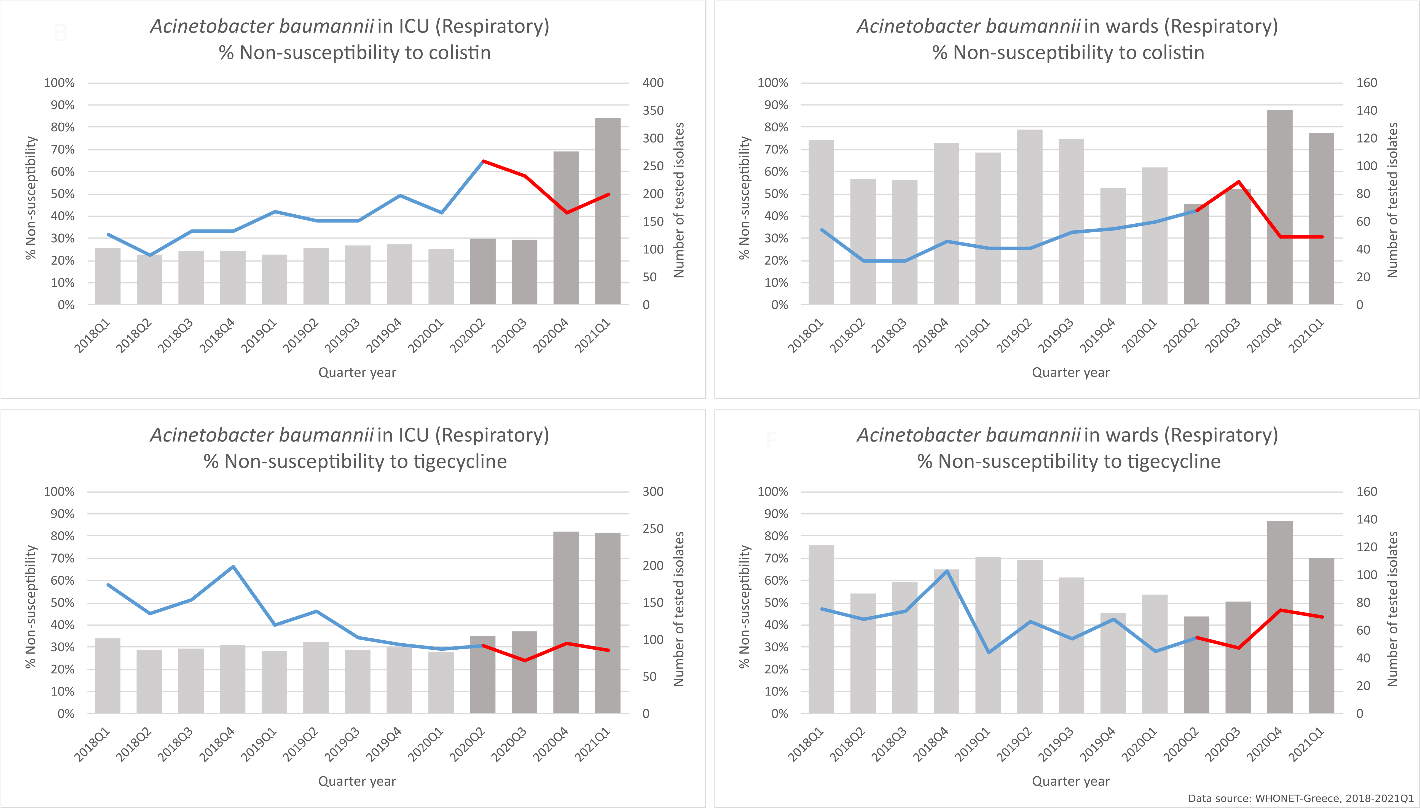 B
Acinetobacter baumannii in ICU (Respiratory)
% Non-susceptibility to colistin
100%
90%
80%
70%
60%
50%
40%
30%
20%
10%
0%
% Non-susceptibility
400
350
300
250
200
150
100
50
0
Number of tested isolates
2018Q1
2018Q2
2018Q3
2018Q4
2019Q1
2019Q2
2019Q3
2019Q4
2020Q1
2020Q2
2020Q3
2020Q4
2021Q1
Quarter year
Acinetobacter baumannii in wards (Respiratory)
% Non-susceptibility to colistin
100%
90%
80%
70%
60%
50%
40%
30%
20%
10%
0%
% Non-susceptibility
160
140
120
100
80
60
40
20
0
Number of tested isolates
2018Q1
2018Q2
2018Q3
2018Q4
2019Q1
2019Q2
2019Q3
2019Q4
2020Q1
2020Q2
2020Q3
2020Q4
2021Q1
Quarter year
Acinetobacter baumannii in ICU (Respiratory)
% Non-susceptibility to tigecycline
100%
90%
80%
70%
60%
50%
40%
30%
20%
10%
0%
% Non-susceptibility
300
250
200
150
100
50
0
Number of tested isolates
2018Q1
2018Q2
2018Q3
2018Q4
2019Q1
2019Q2
2019Q3
2019Q4
2020Q1
2020Q2
2020Q3
2020Q4
2021Q1
Quarter year
F
Acinetobacter baumannii in wards (Respiratory)
% Non-susceptibility to tigecycline
100%
90%
80%
70%
60%
50%
40%
30%
20%
10%
0%
% Non-susceptibility
160
140
120
100
80
60
40
20
0
Number of tested isolates
2018Q1
2018Q2
2018Q3
2018Q4
2019Q1
2019Q2
2019Q3
2019Q4
2020Q1
2020Q2
2020Q3
2020Q4
2021Q1
Quarter year
Data source: WHONET-Greece, 2018-2021Q1